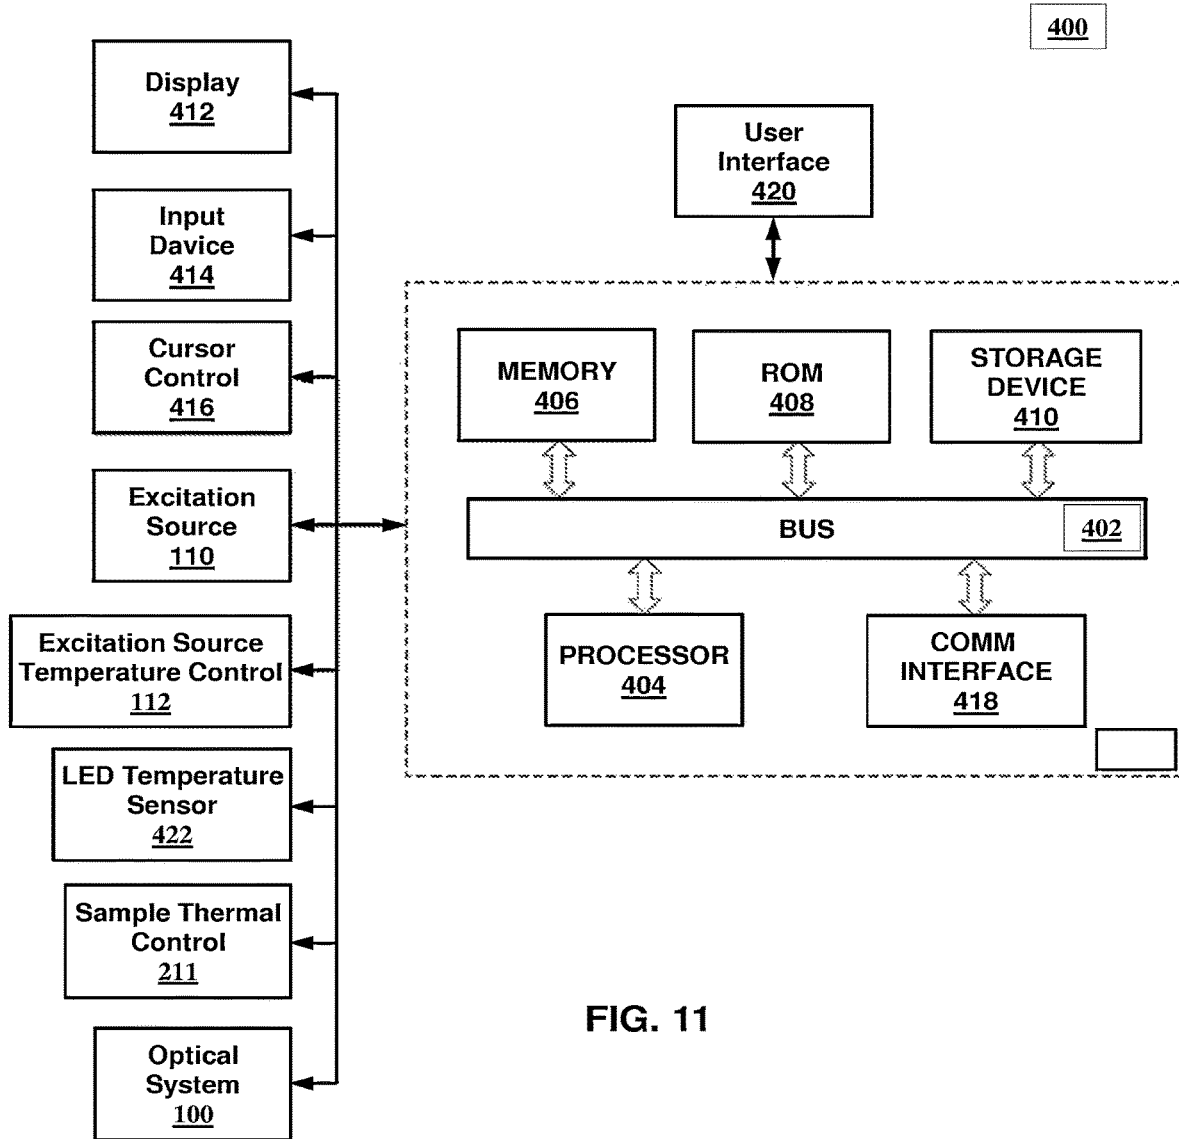 400
Display
412
User
Interface
420
Input
Davice
414
Cursor
Control
416
MEMORY
406
ROM
408
STORAGE
DEVICE
410
Excitation
Source
110
BUS
402
Excitation Source
Temperature Control
112
PROCESSOR
404
COMM
INTERFACE
418
LED Temperature
Sensor
422
Sample Thermal
Control
211
Optical
System
100
FIG. 11